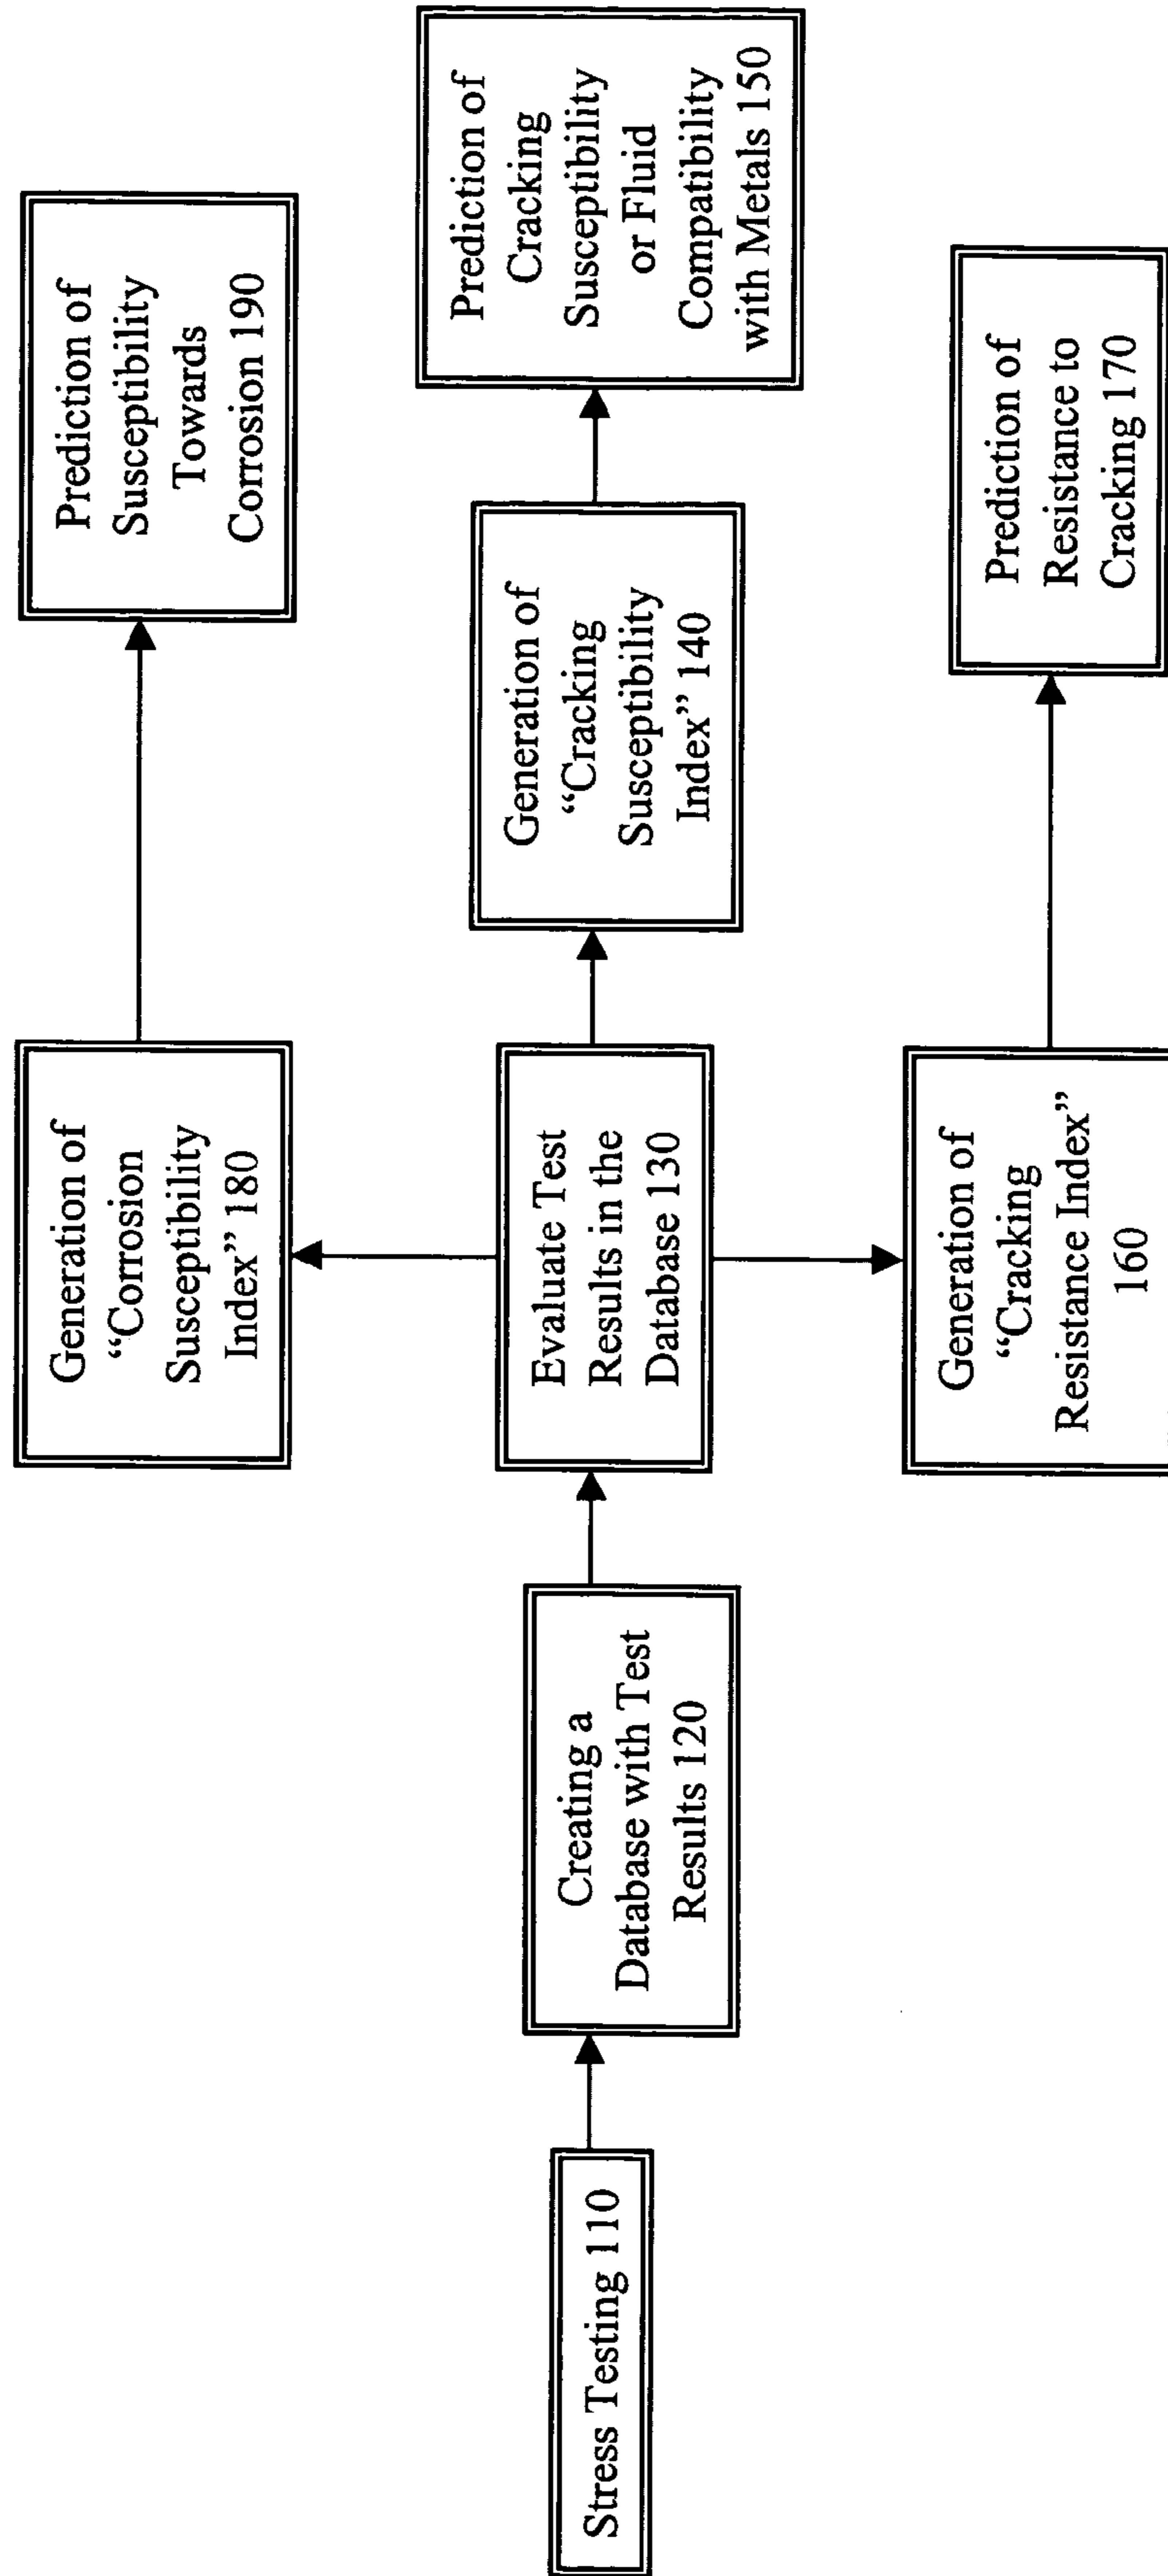 Stress Testing 110
Creating a
Database with Test
Results 120
Evaluate Test
Results in the
Database 130
Generation of
“Corrosion
Susceptibility
Index” 180
Prediction of
Susceptibility
Towards
Corrosion 190
Generation of
“Cracking
Susceptibility
Index” 140
Prediction of
Cracking
Susceptibility
or Fluid
Compatibility
with Metals 150
Generation of
“Cracking
Resistance Index”
160
Prediction of
Resistance to
Cracking 170